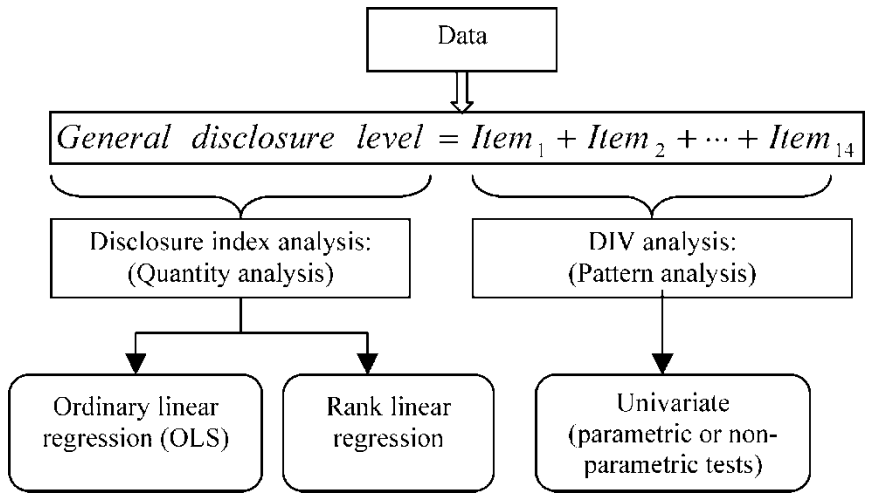 Data
General disclosure level = Item₁ + Item₂ + ··· + Item₁₄
Disclosure index analysis:
(Quantity analysis)
DIV analysis:
(Pattern analysis)
Ordinary linear
regression (OLS)
Rank linear
regression
Univariate
(parametric or non-
parametric tests)